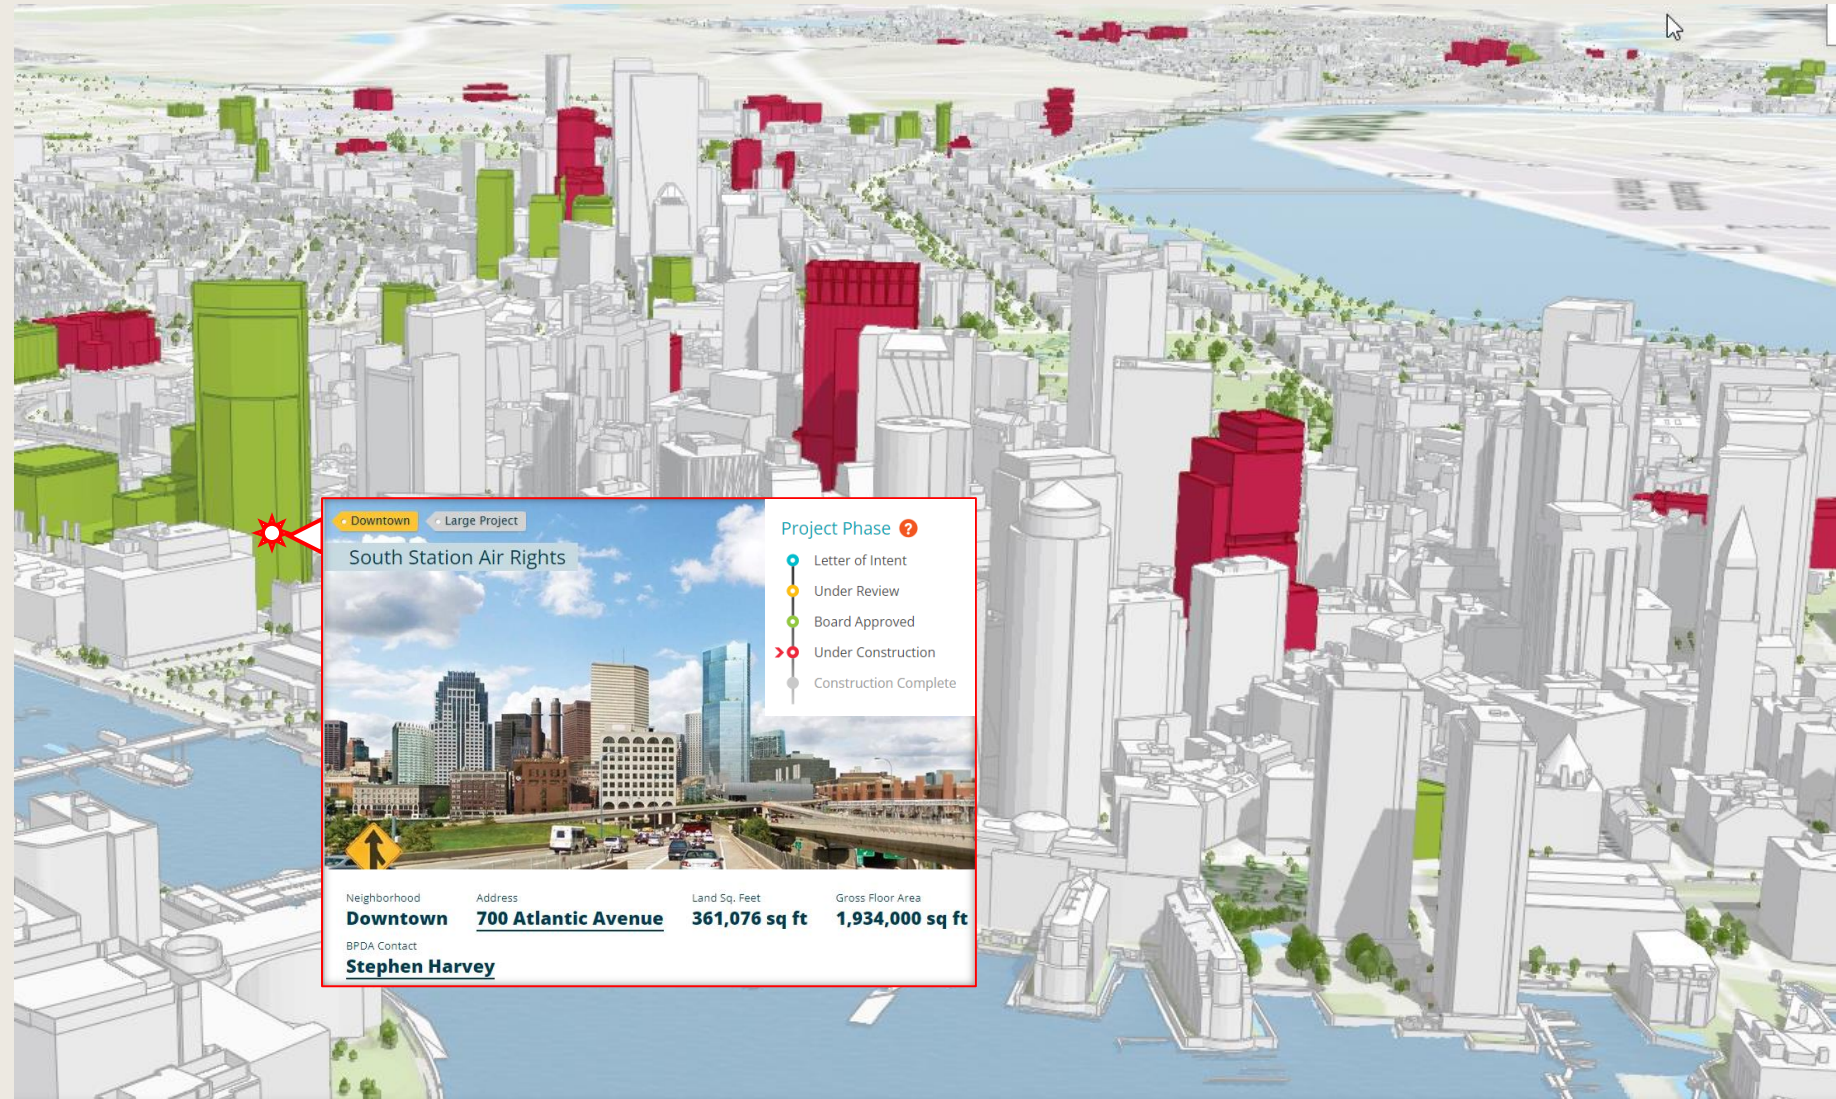 Downtown
Large Project
South Station Air Rights
Project Phase ?
Letter of Intent
Under Review
Board Approved
Under Construction
Construction Complete
Neighborhood
Downtown
Address
700 Atlantic Avenue
Land Sq. Feet
361,076 sq ft
Gross Floor Area
1,934,000 sq ft
BPDA Contact
Stephen Harvey